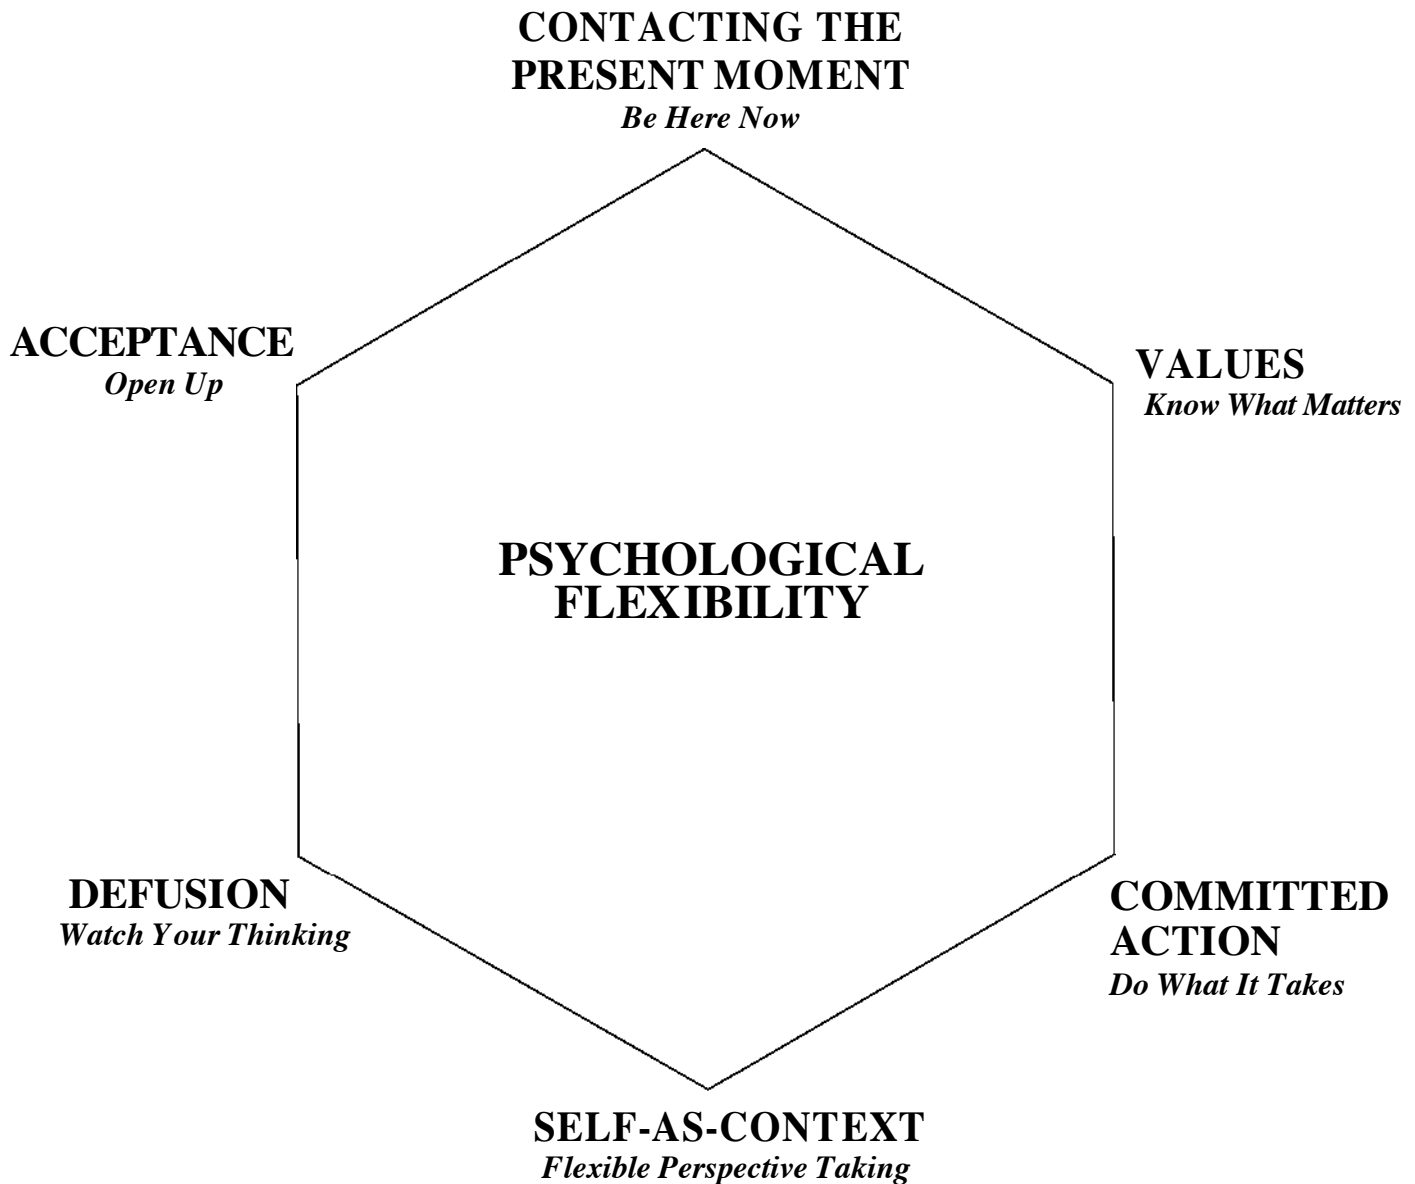 CONTACTING THE
PRESENT MOMENT
Be Here Now
ACCEPTANCE
Open Up
VALUES
Know What Matters
PSYCHOLOGICAL
FLEXIBILITY
DEFUSION
Watch Your Thinking
COMMITTED
ACTION
Do What It Takes
SELF-AS-CONTEXT
Flexible Perspective Taking